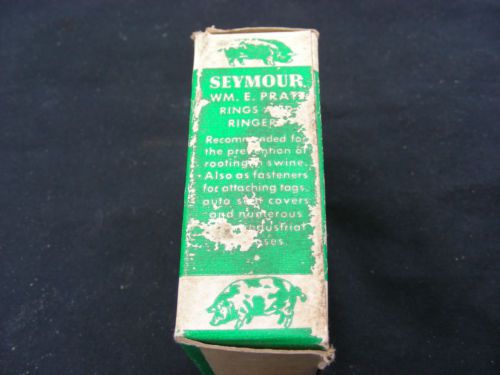 SEYMOUR
WM. E. PRATT
RINGS AND
RINGERS
Recommended for
the prevention of
rooting in swine.
Also as fasteners
for attaching tags,
auto seat covers
and numerous
industrial